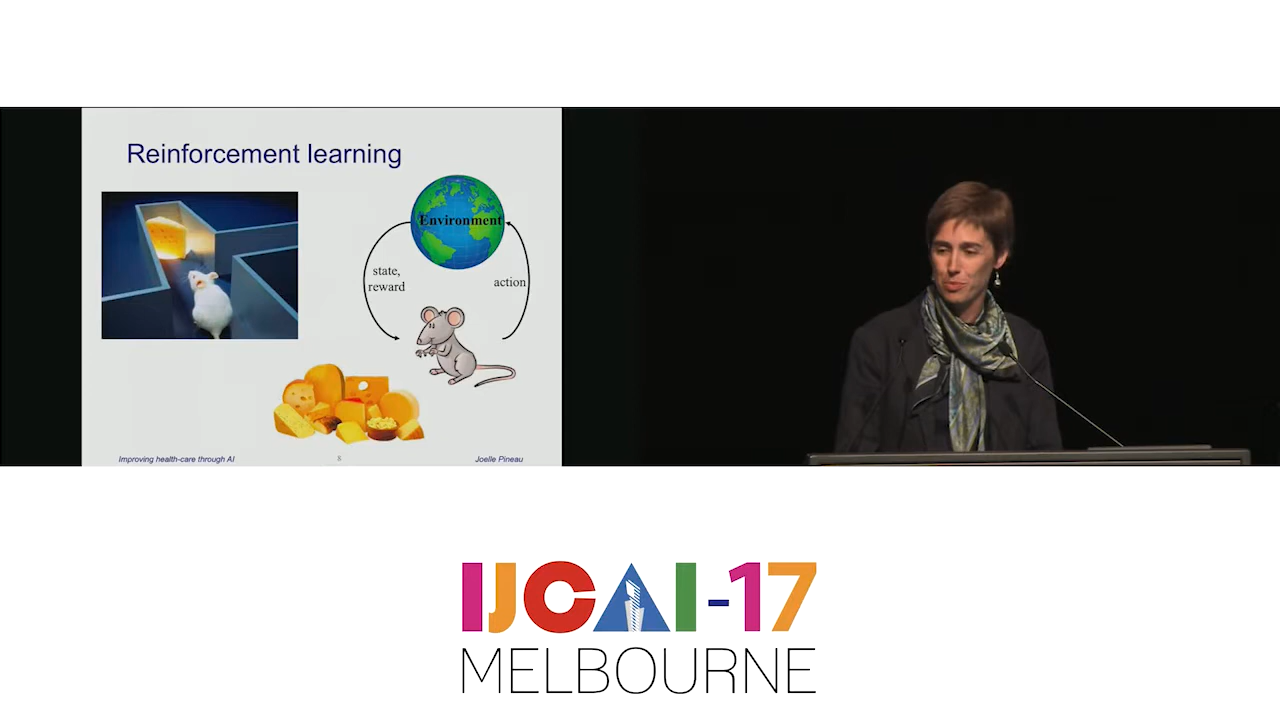 Reinforcement learning
Environment
state,
reward
action
Improving health-care through AI
8
Joelle Pineau
IJCAI-17
MELBOURNE